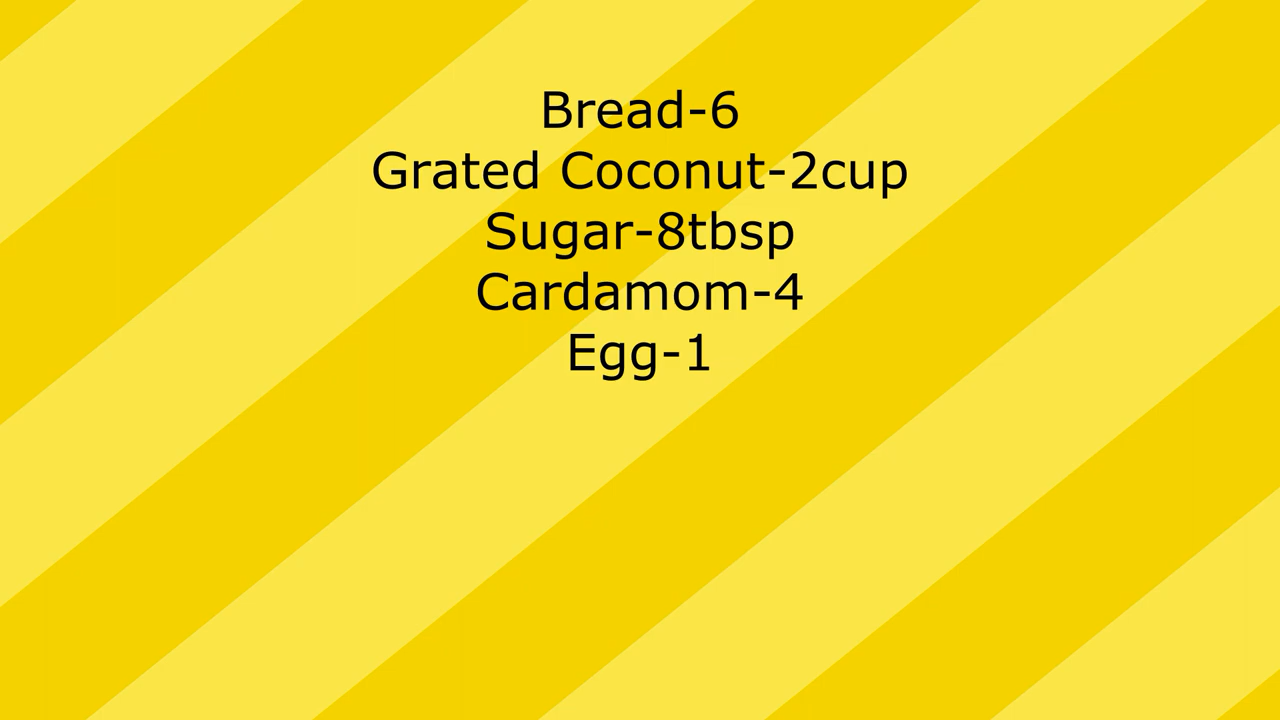 Bread-6
Grated Coconut-2cup
Sugar-8tbsp
Cardamom-4
Egg-1